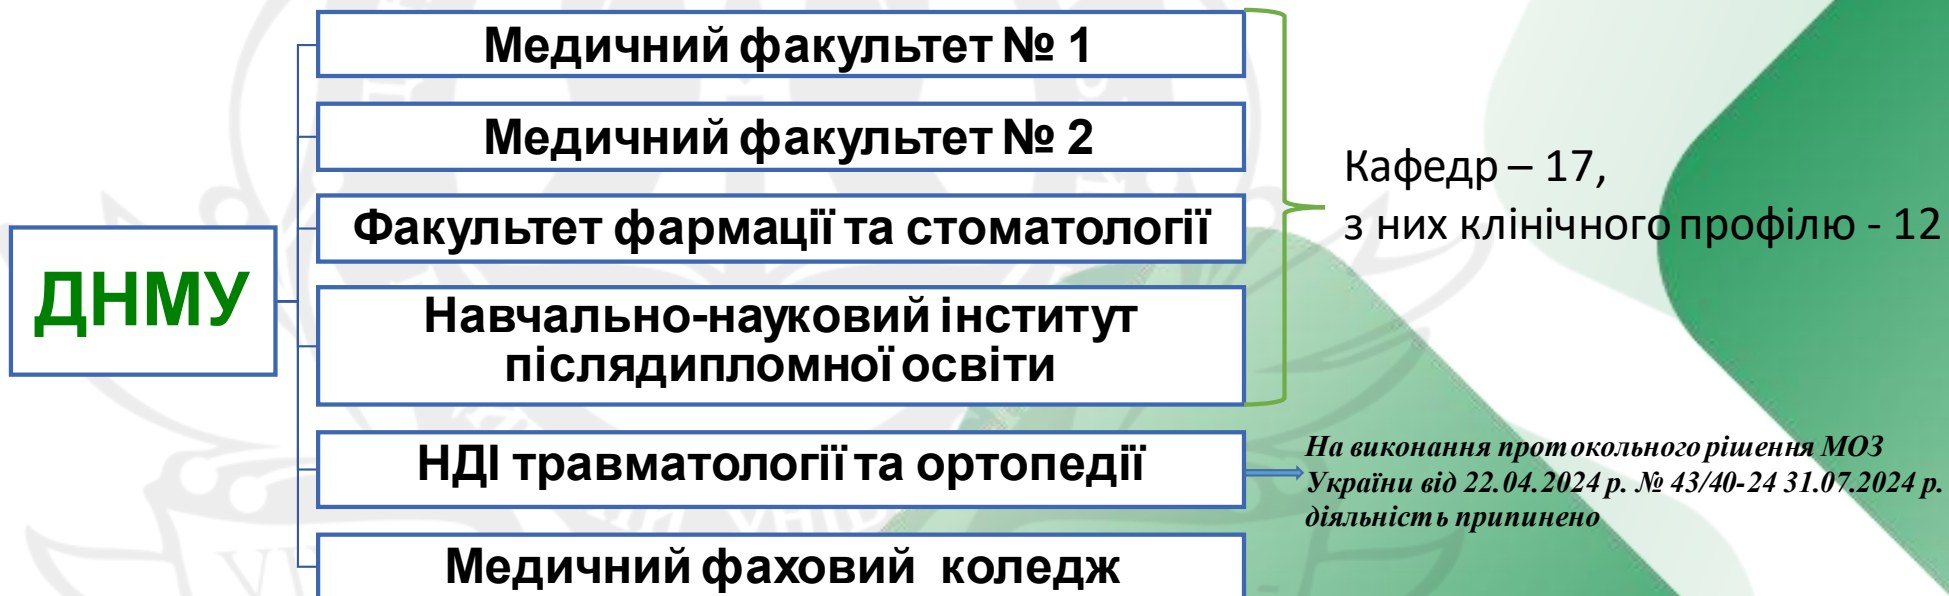 Медичний факультет № 1
Медичний факультет № 2
Факультет фармації та стоматології
ДНМУ
Навчально-науковий інститут
післядипломної освіти
НДІ травматології та ортопедії
Медичний фаховий коледж
Кафедр – 17,
з них клінічного профілю - 12
На виконання протокольного рішення МОЗ
України від 22.04.2024 р. № 43/40-24 31.07.2024 р.
діяльність припинено